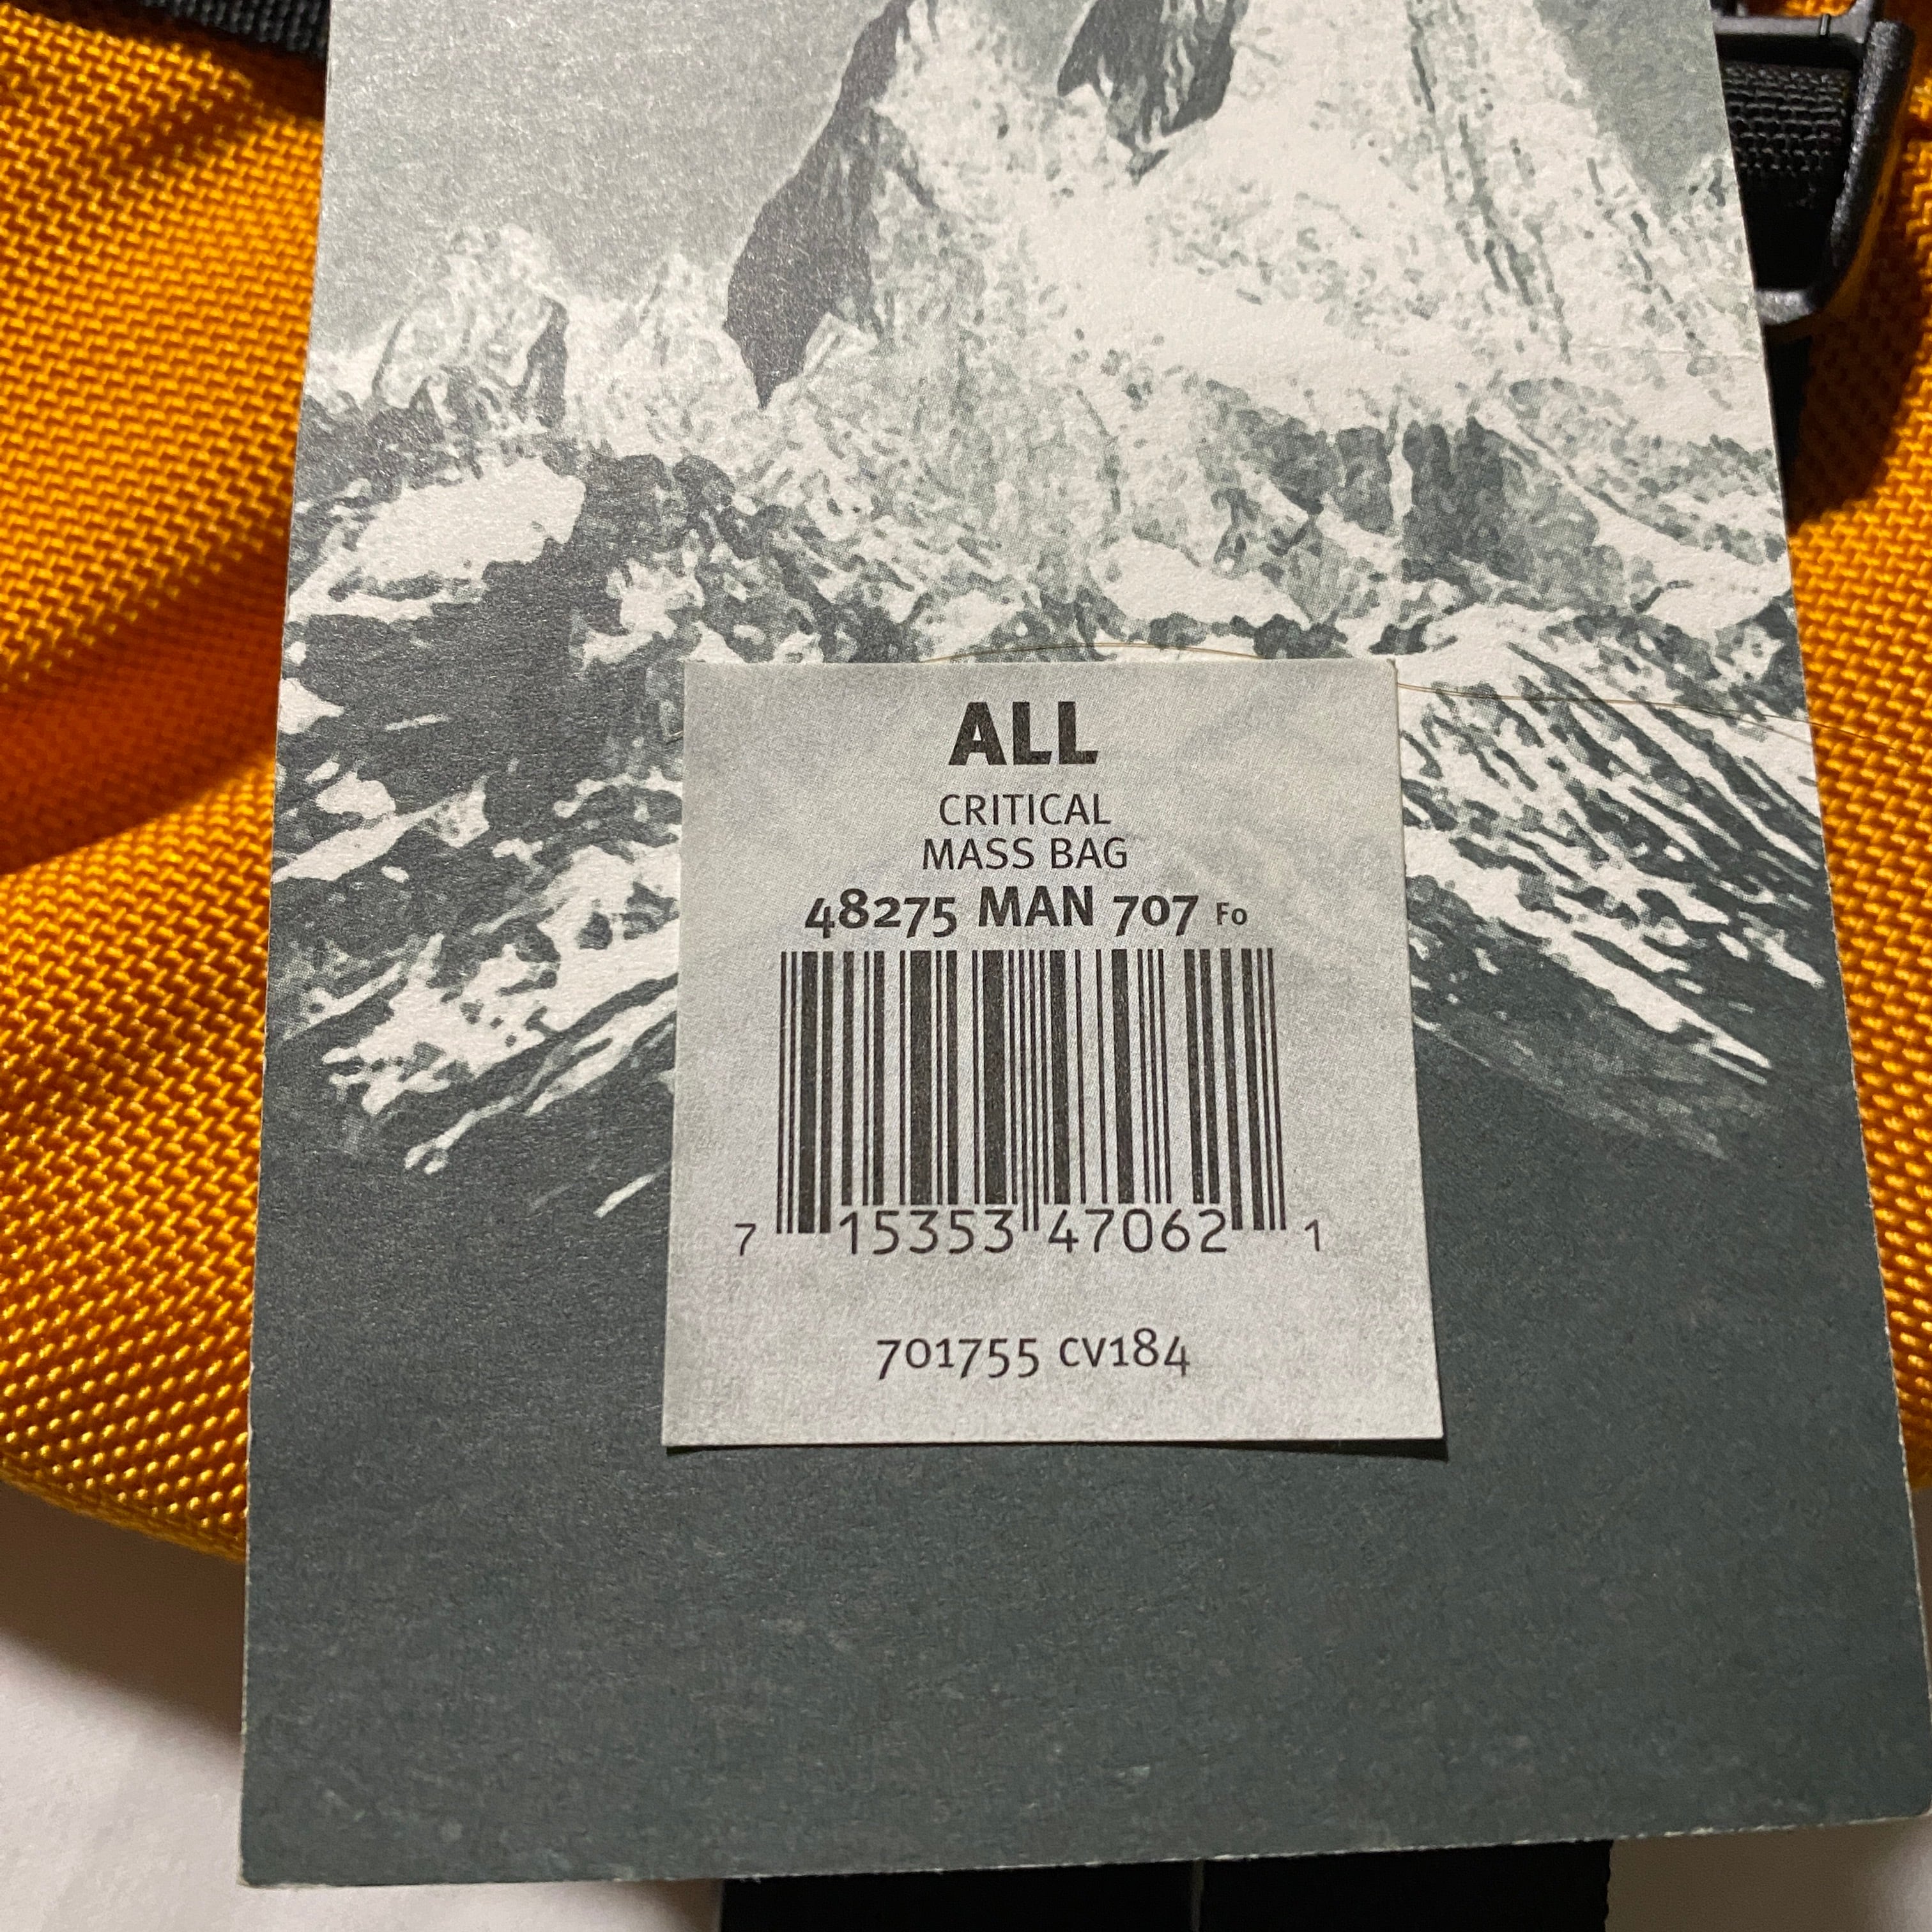 ALL
CRITICAL
MASS BAG
48275 MAN 707 Fo
7 15353 47062 1
701755 CV184